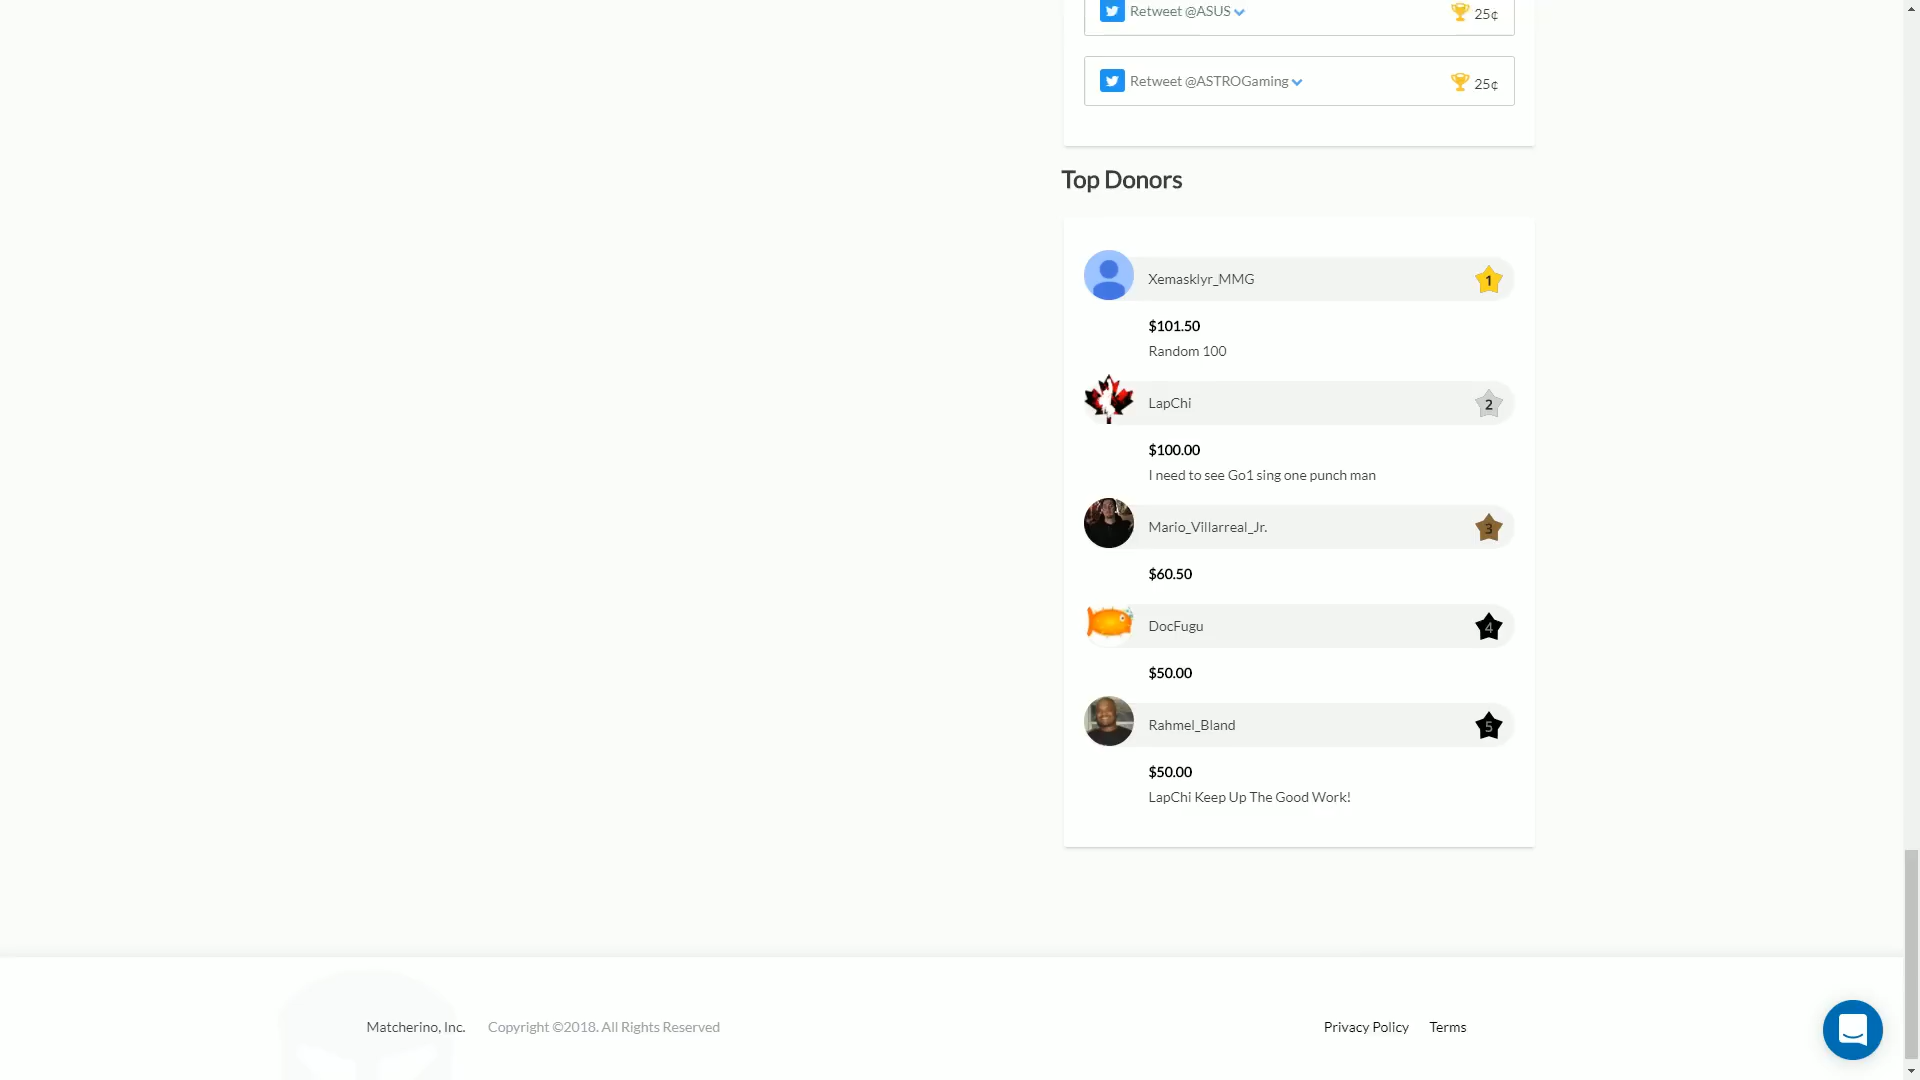 Retweet @ASUS 25¢
Retweet @ASTROGaming 25¢
Top Donors
Xemasklyr_MMG 1
$101.50
Random 100
LapChi 2
$100.00
I need to see Go1 sing one punch man
Mario_Villarreal_Jr. 3
$60.50
DocFugu 4
$50.00
Rahmel_Bland 5
$50.00
LapChi Keep Up The Good Work!
Matcherino, Inc. Copyright ©2018. All Rights Reserved Privacy Policy Terms